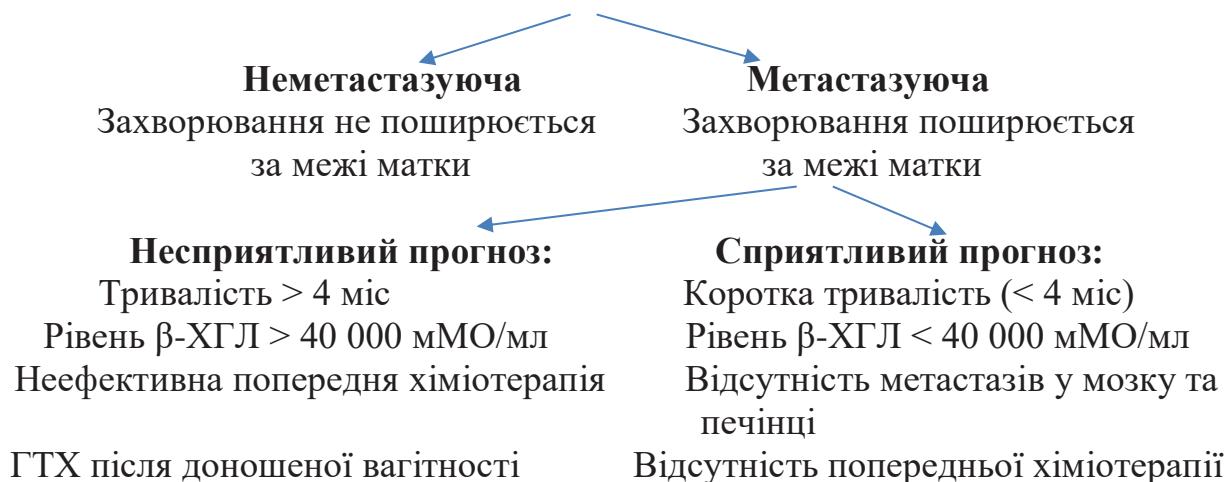 Неметастазуюча
Захворювання не поширюється
за межі матки
Метастазуюча
Захворювання поширюється
за межі матки
Несприятливий прогноз:
Тривалість > 4 міс
Рівень β-ХГЛ > 40 000 мМО/мл
Неефективна попередня хіміотерапія
ГТХ після доношеної вагітності
Сприятливий прогноз:
Коротка тривалість (< 4 міс)
Рівень β-ХГЛ < 40 000 мМО/мл
Відсутність метастазів у мозку та
печінці
Відсутність попередньої хіміотерапії